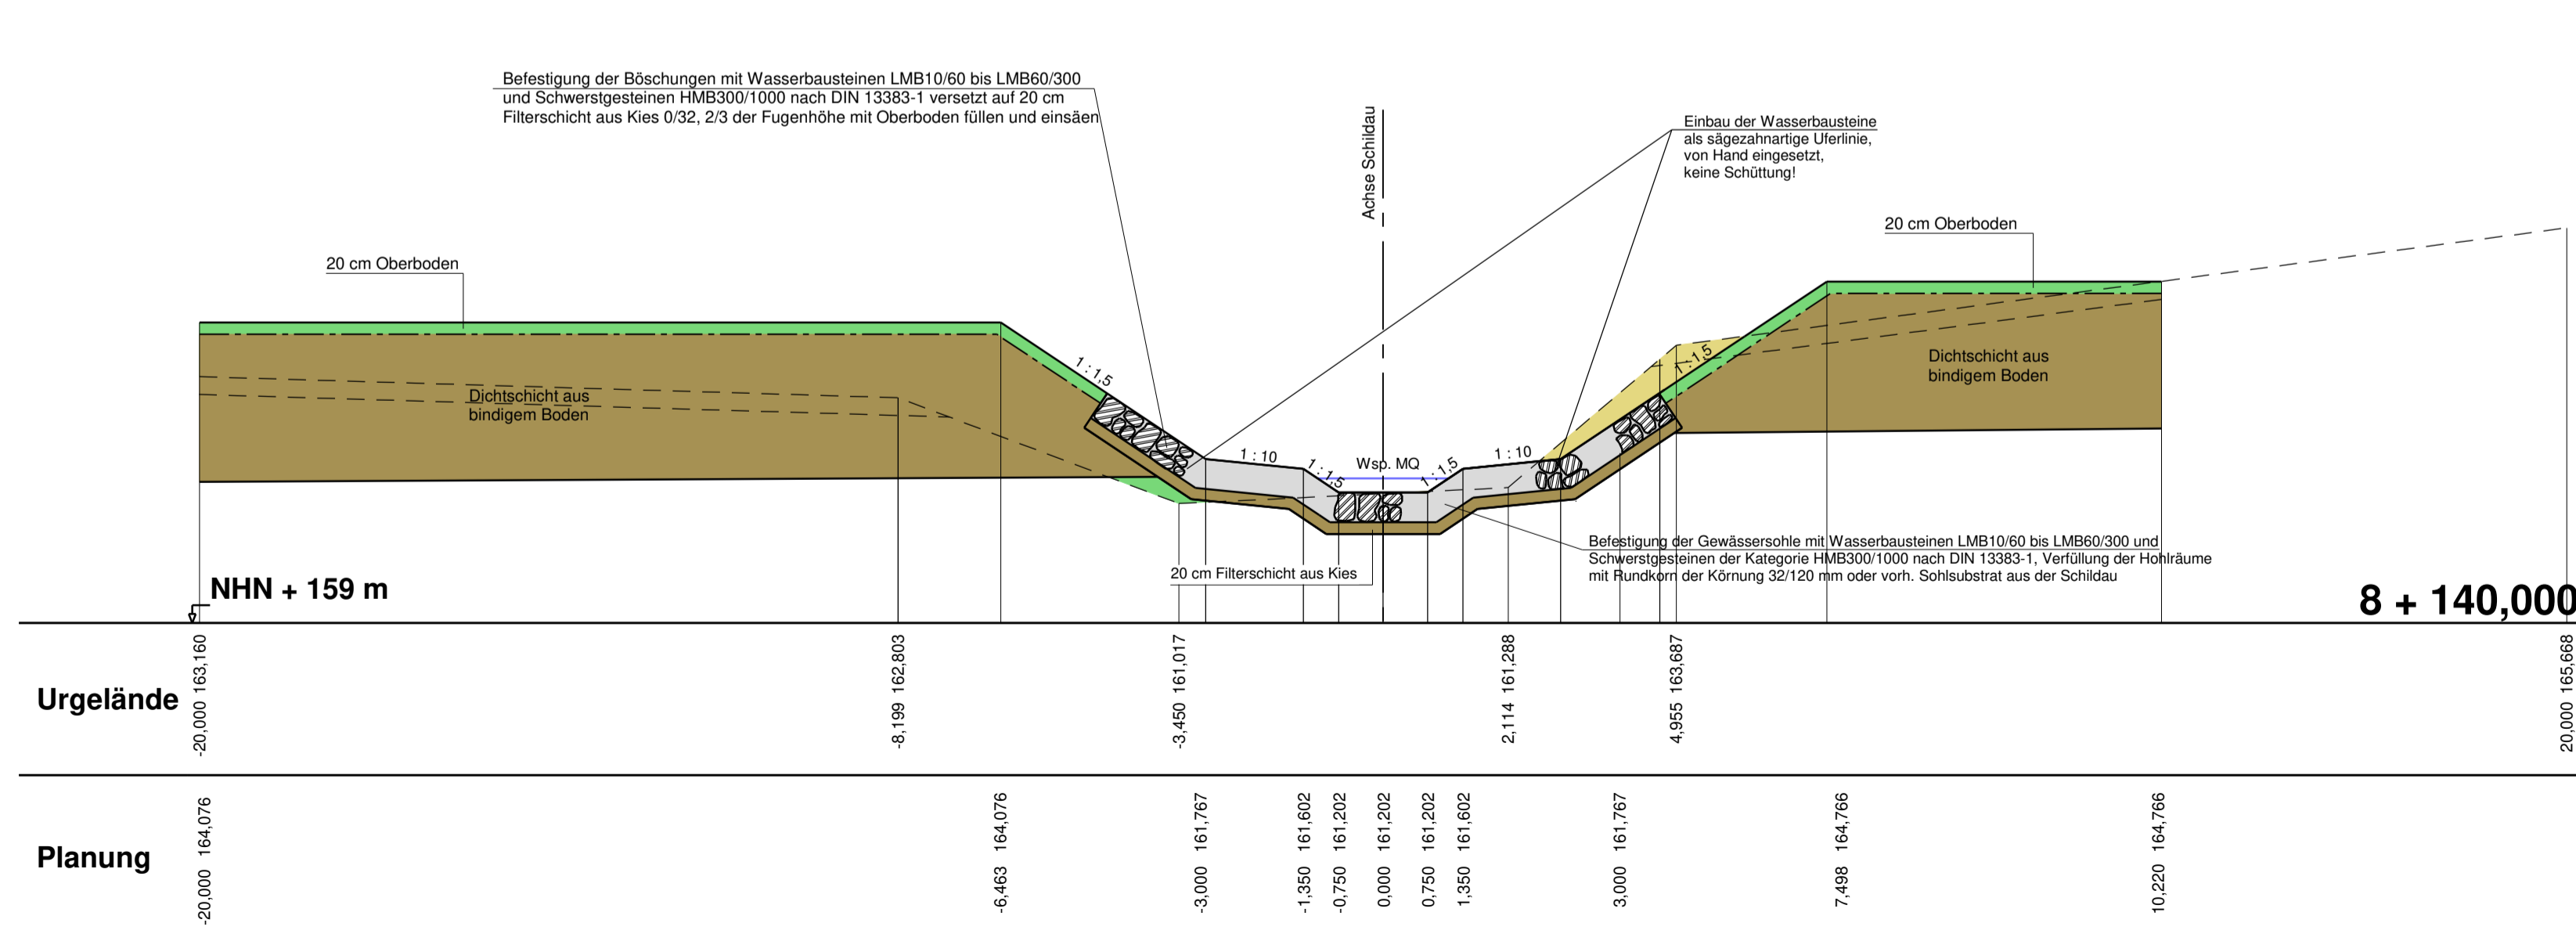 Befestigung der Böschungen mit Wasserbausteinen LMB10/60 bis LMB60/300
und Schwerstgesteinen HMB300/1000 nach DIN 13383-1 versetzt auf 20 cm
Filterschicht aus Kies 0/32, 2/3 der Fugenhöhe mit Oberboden füllen und einsäen
Achse Schildau
Einbau der Wasserbausteine
als sägezahnartige Uferlinie,
von Hand eingesetzt,
keine Schüttung!
20 cm Oberboden
20 cm Oberboden
Dichtschicht aus
bindigem Boden
Dichtschicht aus
bindigem Boden
1 : 1,5
1 : 10
1 : 1,5
Wsp. MQ
1 : 1,5
1 : 10
1 : 1,5
Befestigung der Gewässersohle mit Wasserbausteinen LMB10/60 bis LMB60/300 und
Schwerstgesteinen der Kategorie HMB300/1000 nach DIN 13383-1, Verfüllung der Hohlräume
mit Rundkorn der Körnung 32/120 mm oder vorh. Sohlsubstrat aus der Schildau
20 cm Filterschicht aus Kies
NHN + 159 m
8 + 140,000
Urgelände
-20,000 163,160
-8,199 162,803
-3,450 161,017
2,114 161,288
4,955 163,687
20,000 165,668
Planung
-20,000 164,076
-6,463 164,076
-3,000 161,767
-1,350 161,602
-0,750 161,202
0,000 161,202
0,750 161,202
1,350 161,602
3,000 161,767
7,498 164,766
10,220 164,766